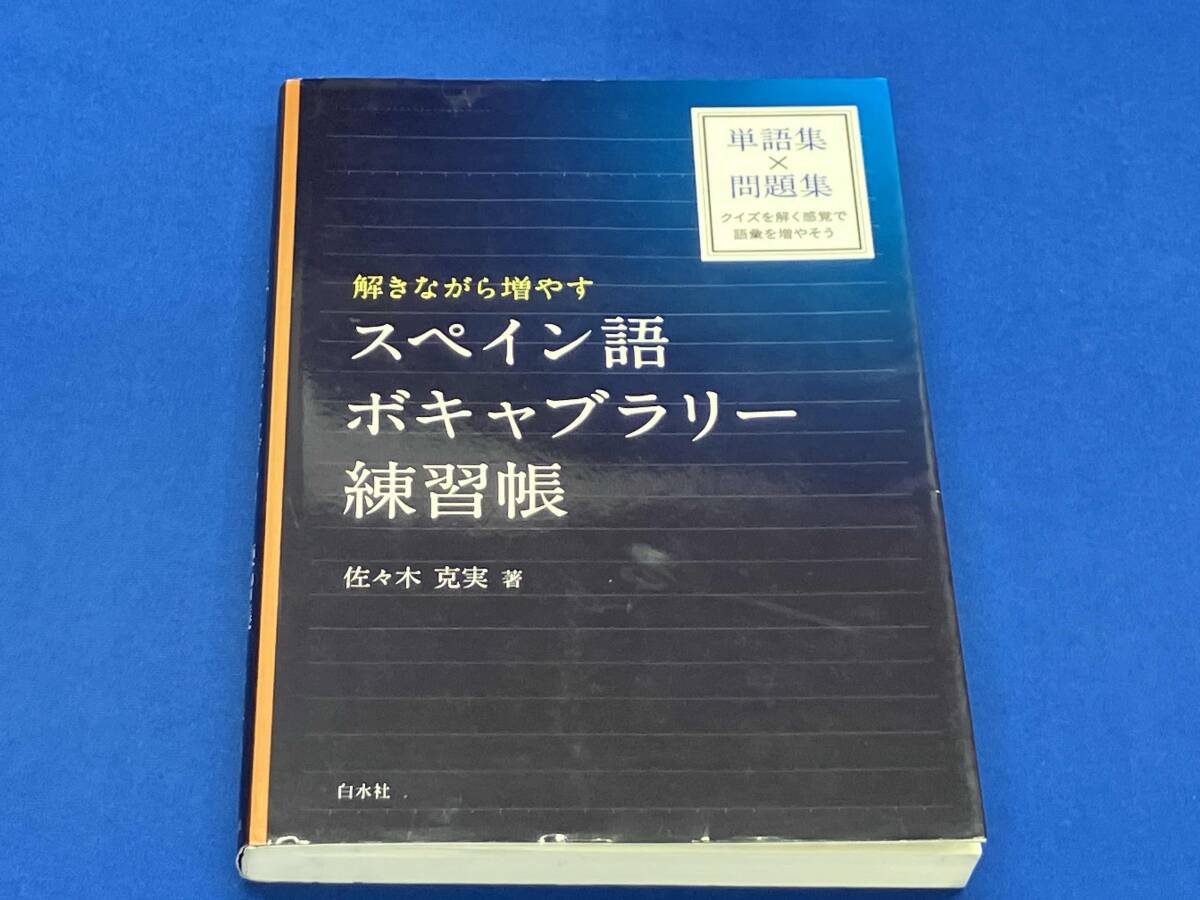 単語集
×
問題集
クイズを解く感覚で
語彙を増やそう
解きながら増やす
スペイン語
ボキャブラリー
練習帳
佐々木 克実 著
白水社